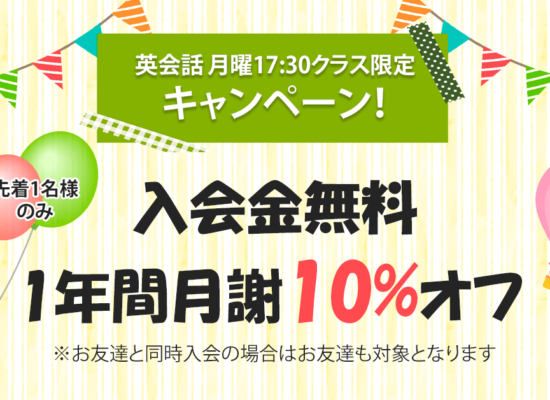 英会話 月曜17:30クラス限定
キャンペーン!
先着1名様
のみ
入会金無料
1年間月謝10%オフ
※お友達と同時入会の場合はお友達も対象となります